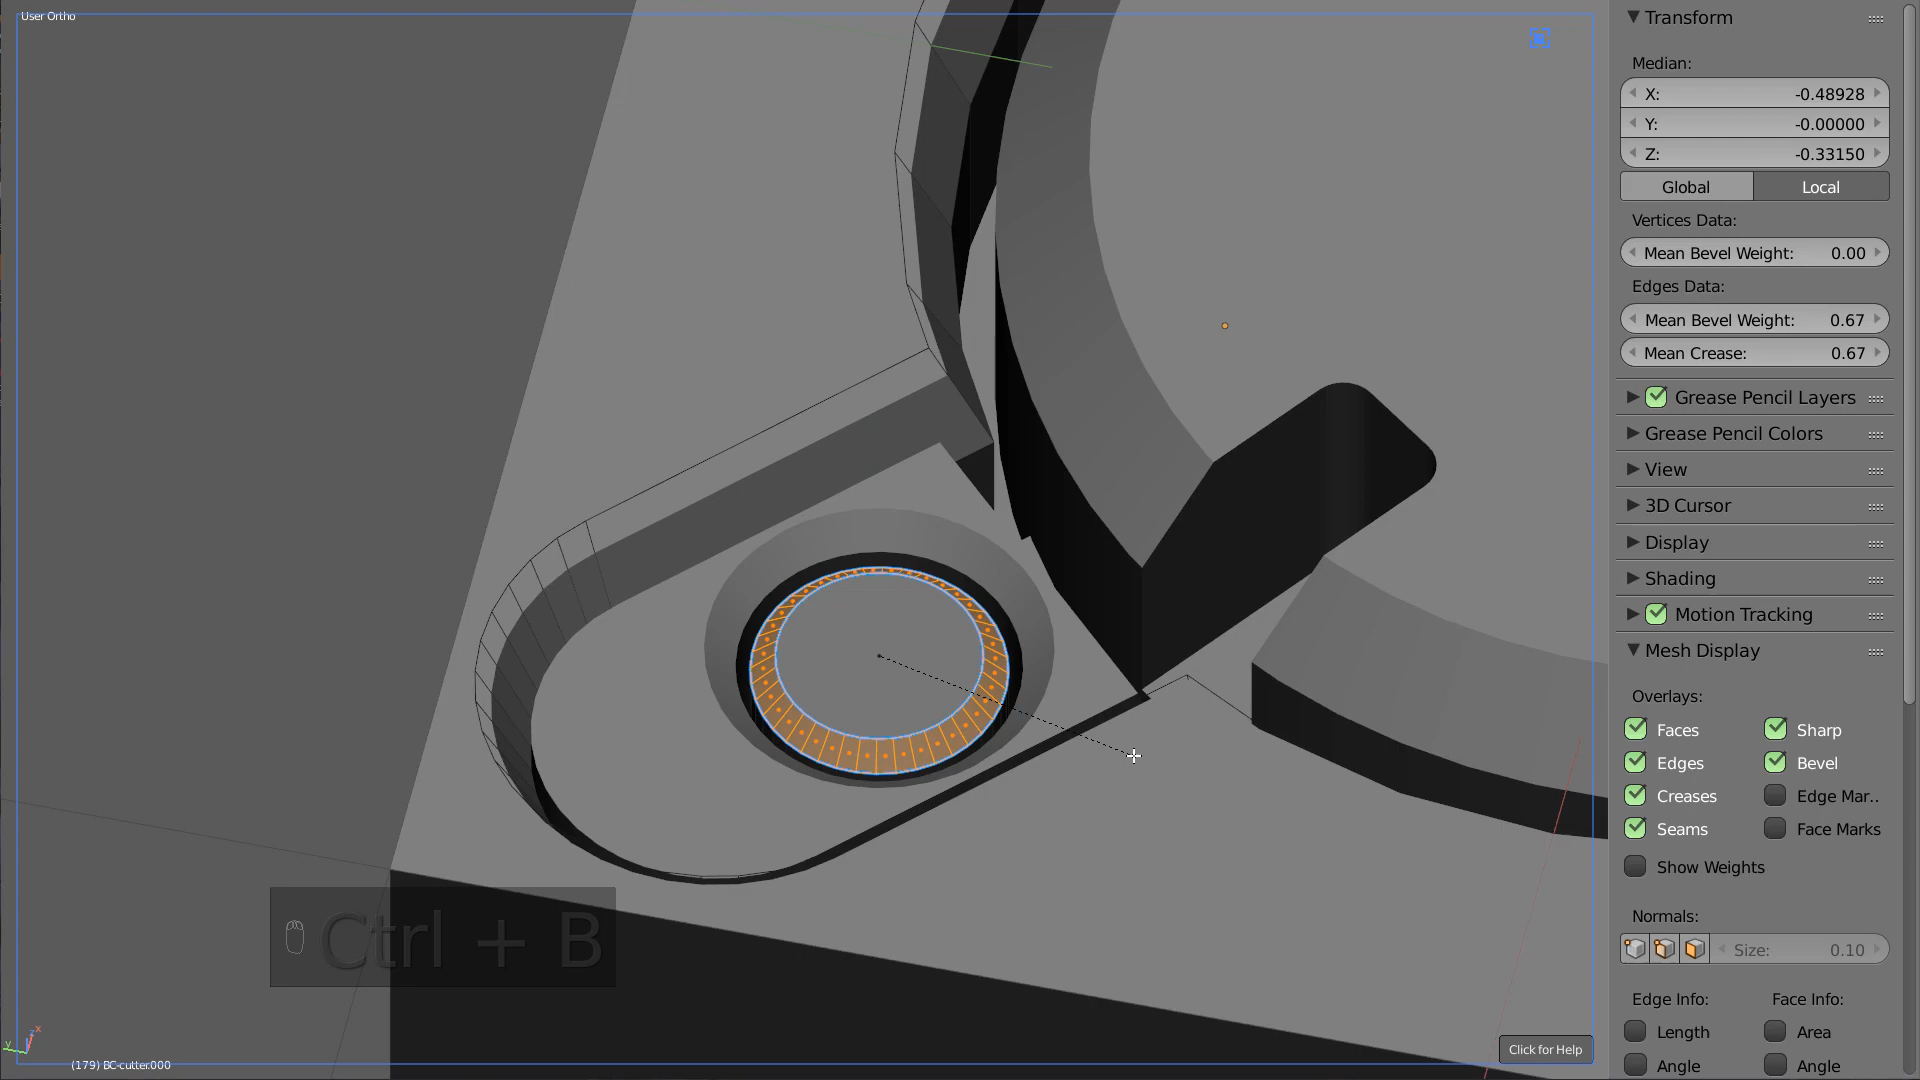 User Ortho
Transform
Median:
X: -0.48928
Y: -0.00000
Z: -0.33150
Global Local
Vertices Data:
Mean Bevel Weight: 0.00
Edges Data:
Mean Bevel Weight: 0.67
Mean Crease: 0.67
Grease Pencil Layers
Grease Pencil Colors
View
3D Cursor
Display
Shading
Motion Tracking
Mesh Display
Overlays:
Faces Sharp
Edges Bevel
Creases Edge Mar..
Seams Face Marks
Show Weights
Normals:
Size: 0.10
Edge Info: Face Info:
Length Area
Angle Angle
Ctrl + B
Click for Help
x
y
z
(179) BC-cutter.000